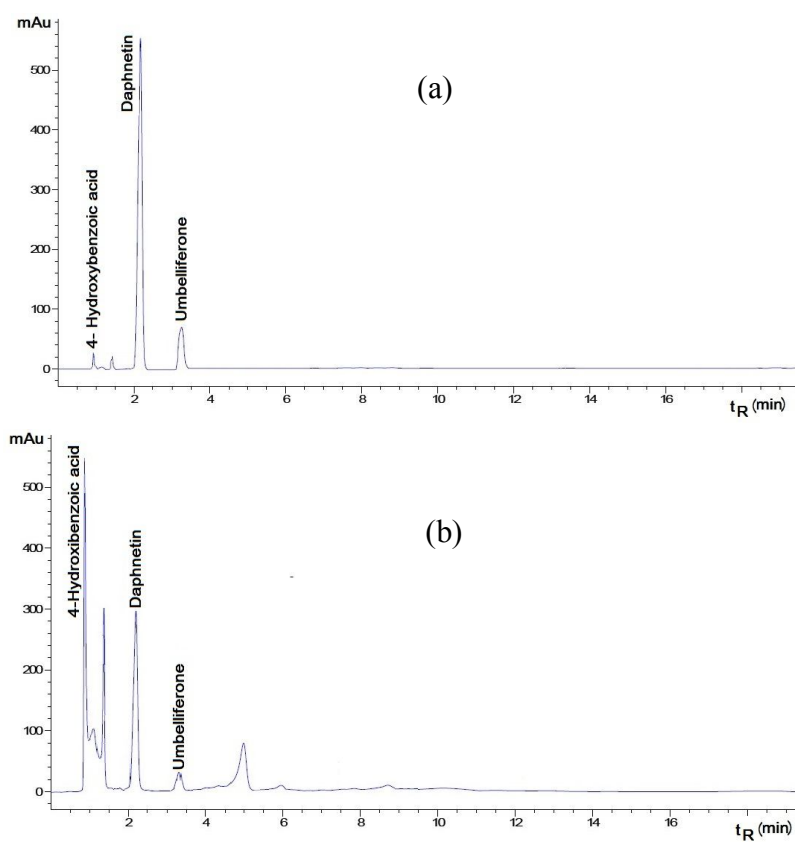 mAu
500
400
300
200
100
0
4- Hydroxybenzoic acid
Daphnetin
Umbelliferone
(a)
2 4 6 8 10 12 14 16
tR (min)
mAu
500
400
300
200
100
0
4-Hydroxibenzoic acid
Daphnetin
Umbelliferone
(b)
2 4 6 8 10 12 14 16
tR (min)